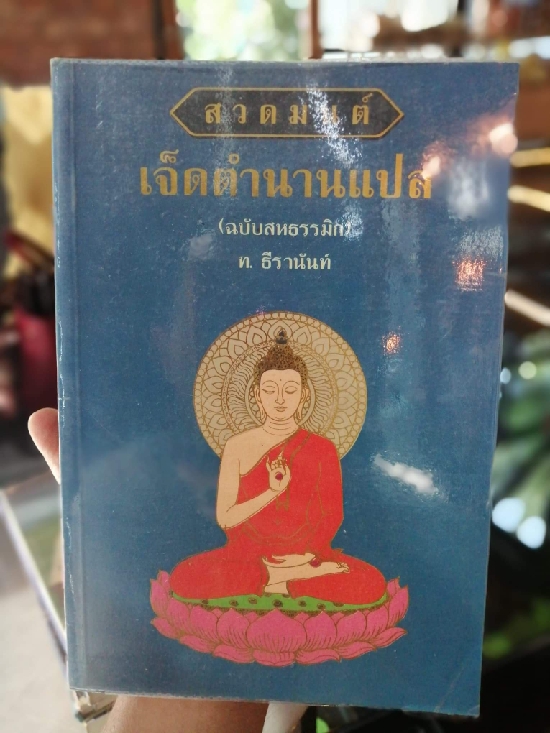 สวดมนต์
เจ็ดตำนานแปล
(ฉบับสหธรรมิก)
ท. ธีรานันท์